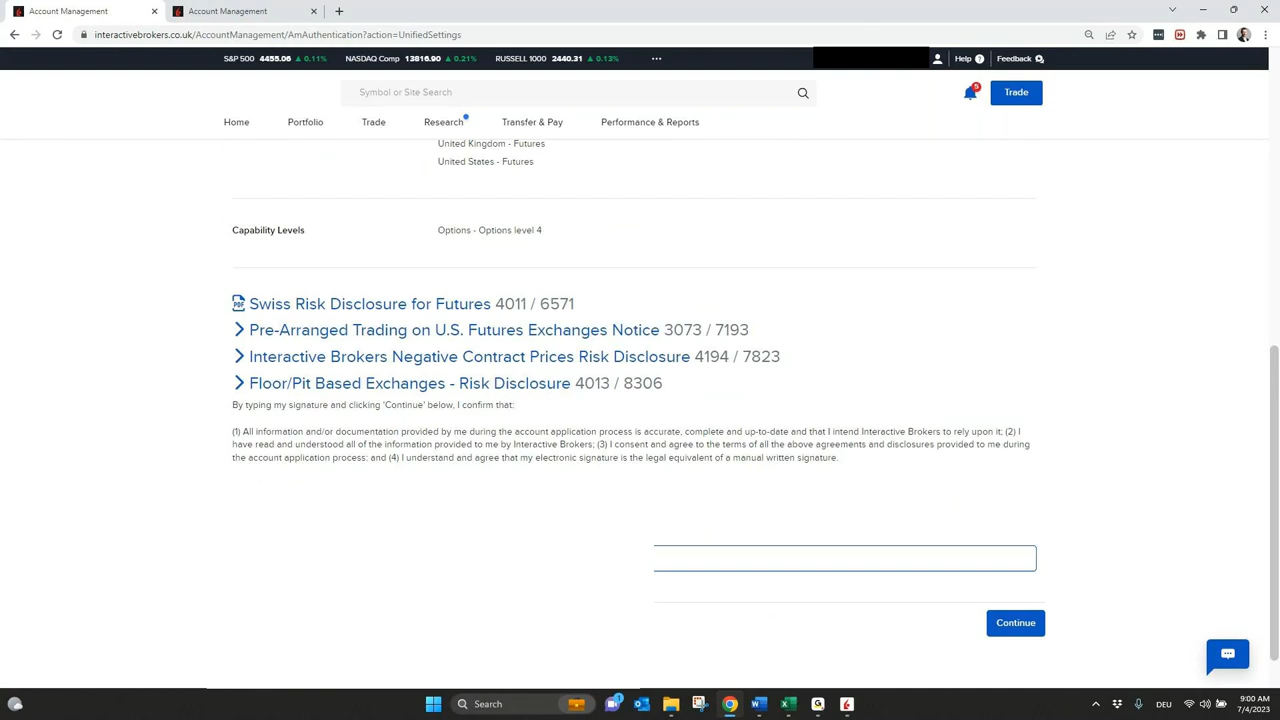 Account Management
Account Management
interactivebrokers.co.uk/AccountManagement/AmAuthentication?action=UnifiedSettings
S&P 500 4455.06 ▲ 0.11% NASDAQ Comp 13816.90 ▲ 0.21% RUSSELL 1000 2440.31 ▲ 0.13% ••• Help ? Feedback
Symbol or Site Search
5
Trade
Home Portfolio Trade Research Transfer & Pay Performance & Reports
United Kingdom - Futures
United States - Futures
Capability Levels Options - Options level 4
PDF Swiss Risk Disclosure for Futures 4011 / 6571
Pre-Arranged Trading on U.S. Futures Exchanges Notice 3073 / 7193
Interactive Brokers Negative Contract Prices Risk Disclosure 4194 / 7823
Floor/Pit Based Exchanges - Risk Disclosure 4013 / 8306
By typing my signature and clicking 'Continue' below, I confirm that:
(1) All information and/or documentation provided by me during the account application process is accurate, complete and up-to-date and that I intend Interactive Brokers to rely upon it; (2) I
have read and understood all of the information provided to me by Interactive Brokers; (3) I consent and agree to the terms of all the above agreements and disclosures provided to me during
the account application process: and (4) I understand and agree that my electronic signature is the legal equivalent of a manual written signature.
Continue
Search
1
DEU
9:00 AM
7/4/2023